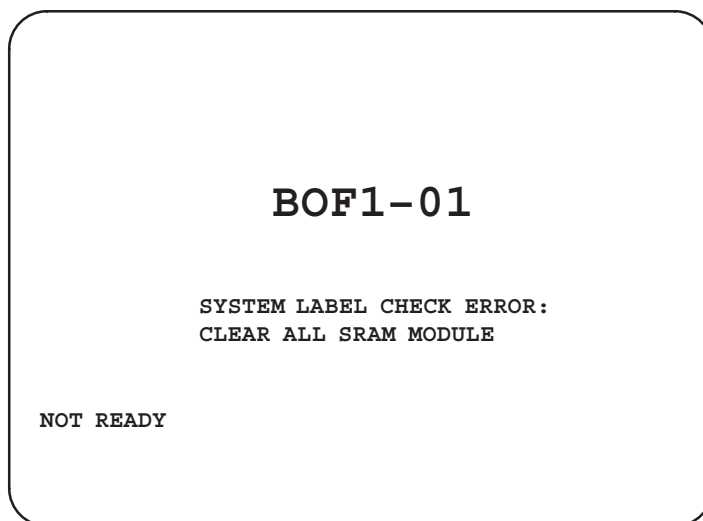 BOF1–01
SYSTEM LABEL CHECK ERROR:
CLEAR ALL SRAM MODULE
NOT READY